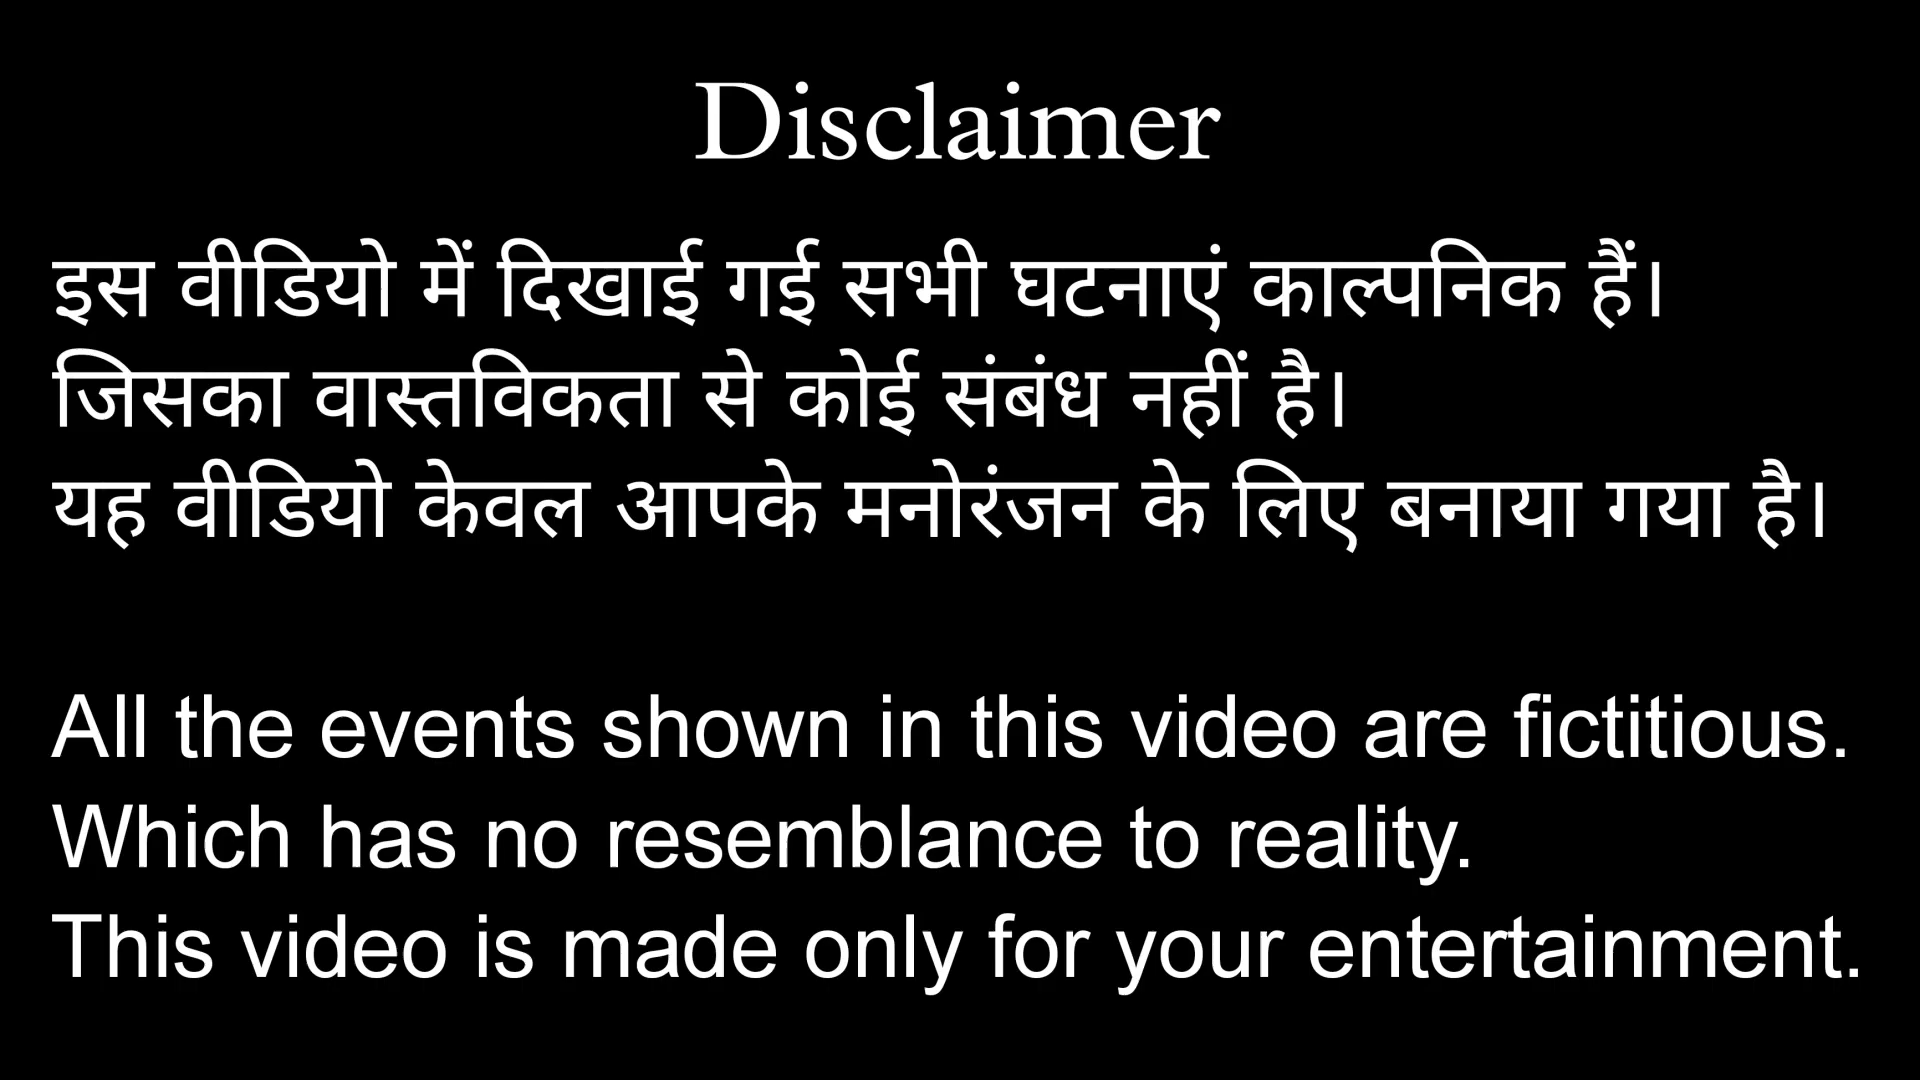 Disclaimer
इस वीडियो में दिखाई गई सभी घटनाएं काल्पनिक हैं।
जिसका वास्तविकता से कोई संबंध नहीं है।
यह वीडियो केवल आपके मनोरंजन के लिए बनाया गया है।
All the events shown in this video are fictitious.
Which has no resemblance to reality.
This video is made only for your entertainment.